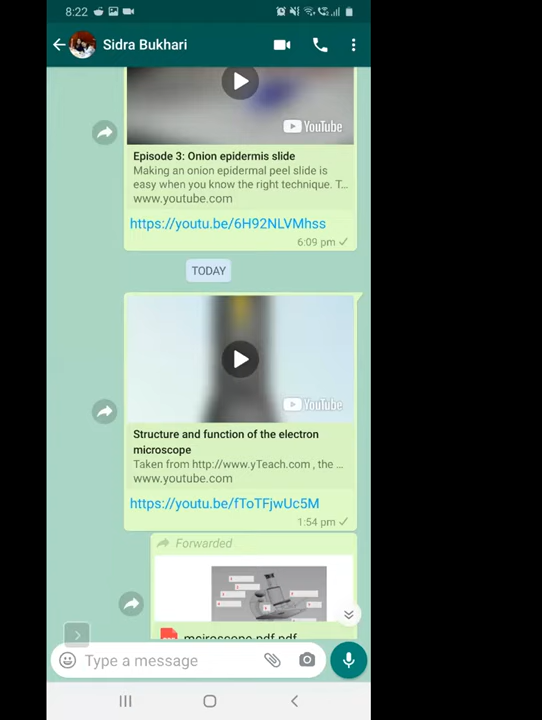 8:22
Sidra Bukhari
YouTube
Episode 3: Onion epidermis slide
Making an onion epidermal peel slide is
easy when you know the right technique. T...
www.youtube.com
https://youtu.be/6H92NLVMhss
6:09 pm
TODAY
YouTube
Structure and function of the electron
microscope
Taken from http://www.yTeach.com , the ...
www.youtube.com
https://youtu.be/fToTFjwUc5M
1:54 pm
Forwarded
mciroscope.pdf.pdf
Type a message